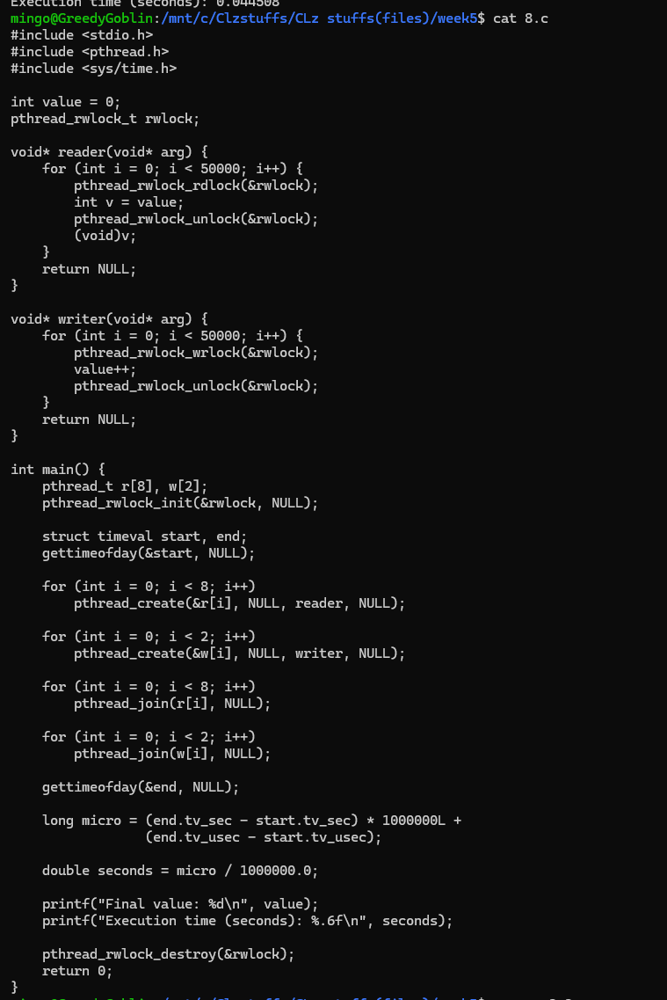 Execution time (seconds): 0.044508
mingo@GreedyGoblin:/mnt/c/Clzstuffs/CLz stuffs(files)/week5$ cat 8.c
#include <stdio.h>
#include <pthread.h>
#include <sys/time.h>

int value = 0;
pthread_rwlock_t rwlock;

void* reader(void* arg) {
    for (int i = 0; i < 50000; i++) {
        pthread_rwlock_rdlock(&rwlock);
        int v = value;
        pthread_rwlock_unlock(&rwlock);
        (void)v;
    }
    return NULL;
}

void* writer(void* arg) {
    for (int i = 0; i < 50000; i++) {
        pthread_rwlock_wrlock(&rwlock);
        value++;
        pthread_rwlock_unlock(&rwlock);
    }
    return NULL;
}

int main() {
    pthread_t r[8], w[2];
    pthread_rwlock_init(&rwlock, NULL);

    struct timeval start, end;
    gettimeofday(&start, NULL);

    for (int i = 0; i < 8; i++)
        pthread_create(&r[i], NULL, reader, NULL);

    for (int i = 0; i < 2; i++)
        pthread_create(&w[i], NULL, writer, NULL);

    for (int i = 0; i < 8; i++)
        pthread_join(r[i], NULL);

    for (int i = 0; i < 2; i++)
        pthread_join(w[i], NULL);

    gettimeofday(&end, NULL);

    long micro = (end.tv_sec - start.tv_sec) * 1000000L +
                 (end.tv_usec - start.tv_usec);

    double seconds = micro / 1000000.0;

    printf("Final value: %d\n", value);
    printf("Execution time (seconds): %.6f\n", seconds);

    pthread_rwlock_destroy(&rwlock);
    return 0;
}